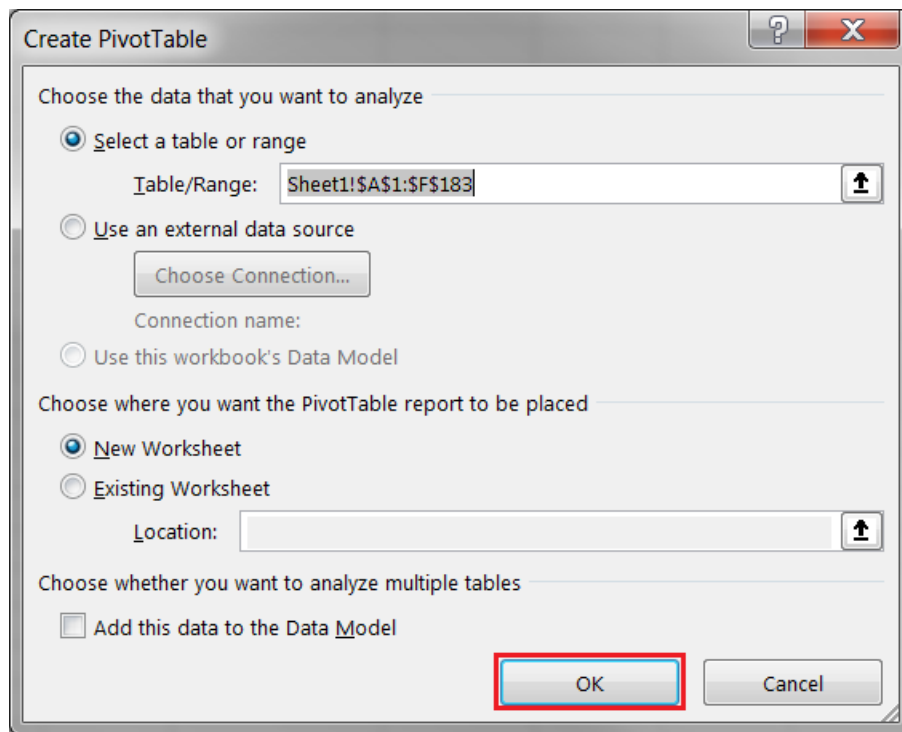 Create PivotTable
? X
Choose the data that you want to analyze
Select a table or range
Table/Range: Sheet1!$A$1:$F$183
Use an external data source
Choose Connection...
Connection name:
Use this workbook's Data Model
Choose where you want the PivotTable report to be placed
New Worksheet
Existing Worksheet
Location:
Choose whether you want to analyze multiple tables
Add this data to the Data Model
OK Cancel